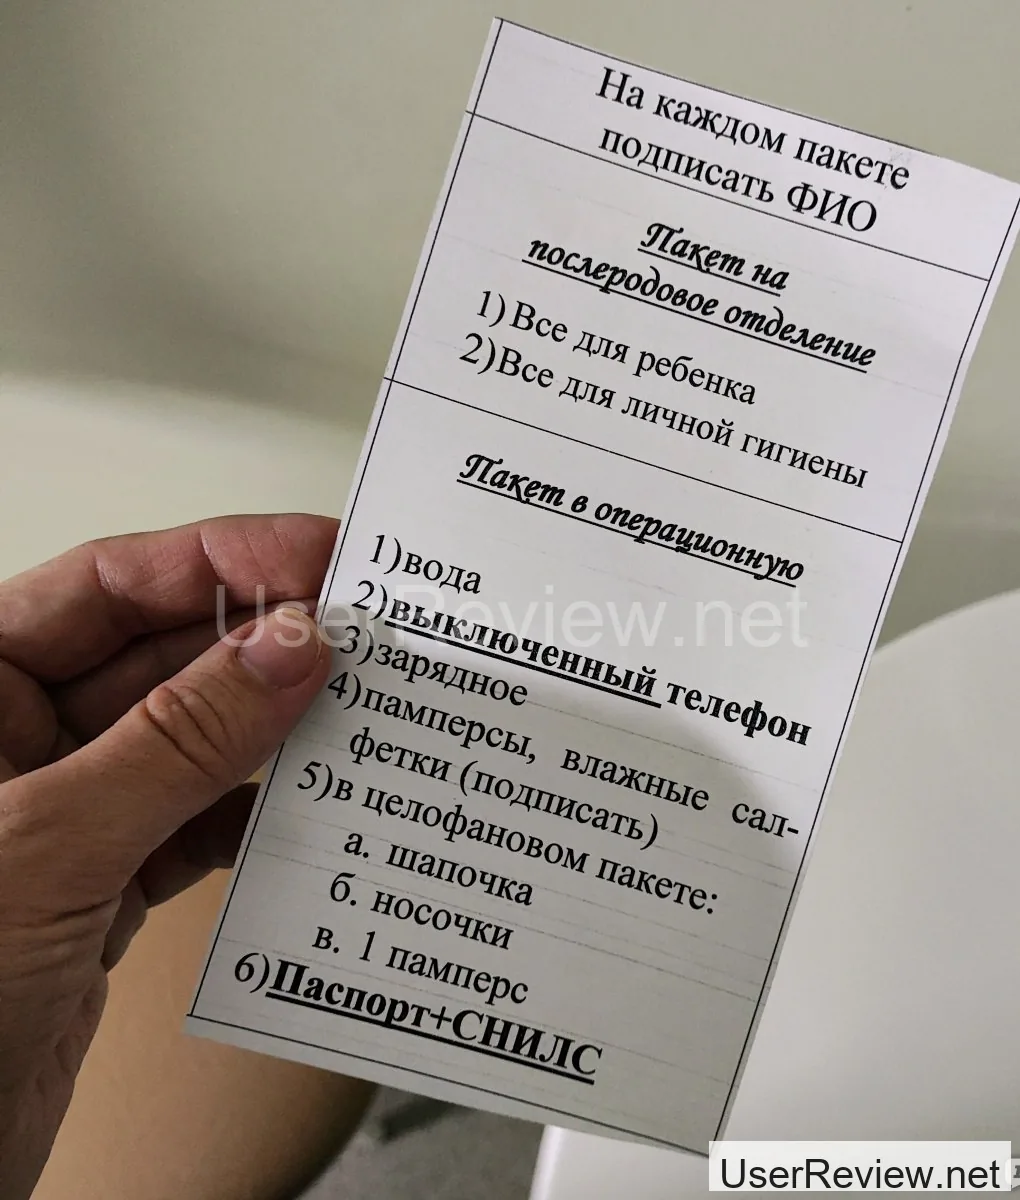 На каждом пакете
подписать ФИО
Пакет на
послеродовое отделение
1) Все для ребенка
2)Все для личной гигиены
Пакет в операционную
1)вода
2)выключенный телефон
3)зарядное
4)памперсы, влажные сал-
фетки (подписать)
5)в целофановом пакете:
а. шапочка
б. носочки
в. 1 памперс
6)Паспорт+СНИЛС
UserReview.net
UserReview.net